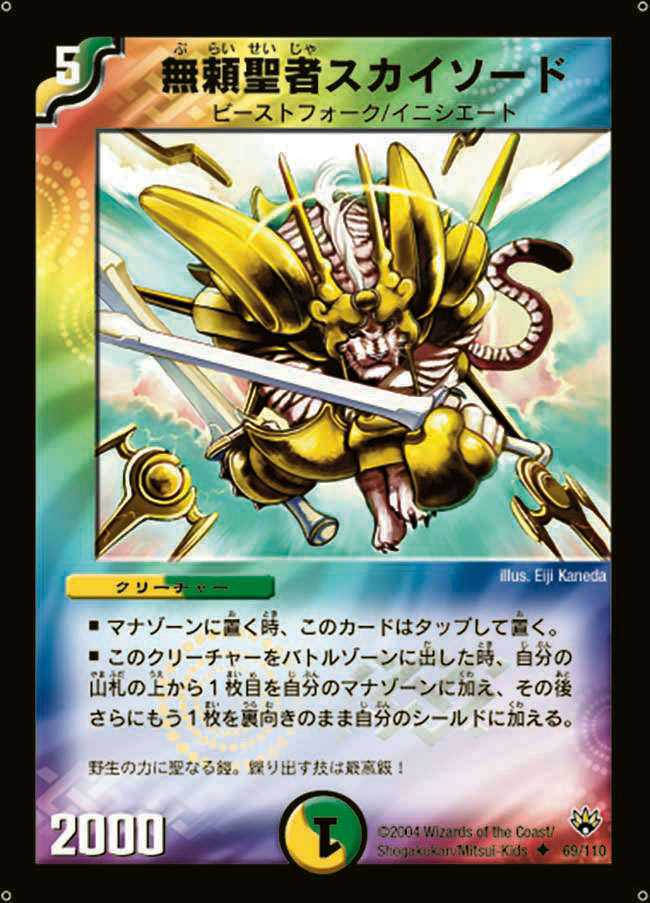 5
ぶらいせいじゃ
無頼聖者スカイソード
ビーストフォーク/イニシエート
illus. Eiji Kaneda
クリーチャー
■ マナゾーンに置く時、このカードはタップして置く。
■ このクリーチャーをバトルゾーンに出した時、自分の
山札の上から1枚目を自分のマナゾーンに加え、その後
さらにもう1枚を裏向きのまま自分のシールドに加える。
野生の力に聖なる鎧。繰り出す技は最高級！
2000
1
©2004 Wizards of the Coast/
Shogakukan/Mitsui-Kids
69/110